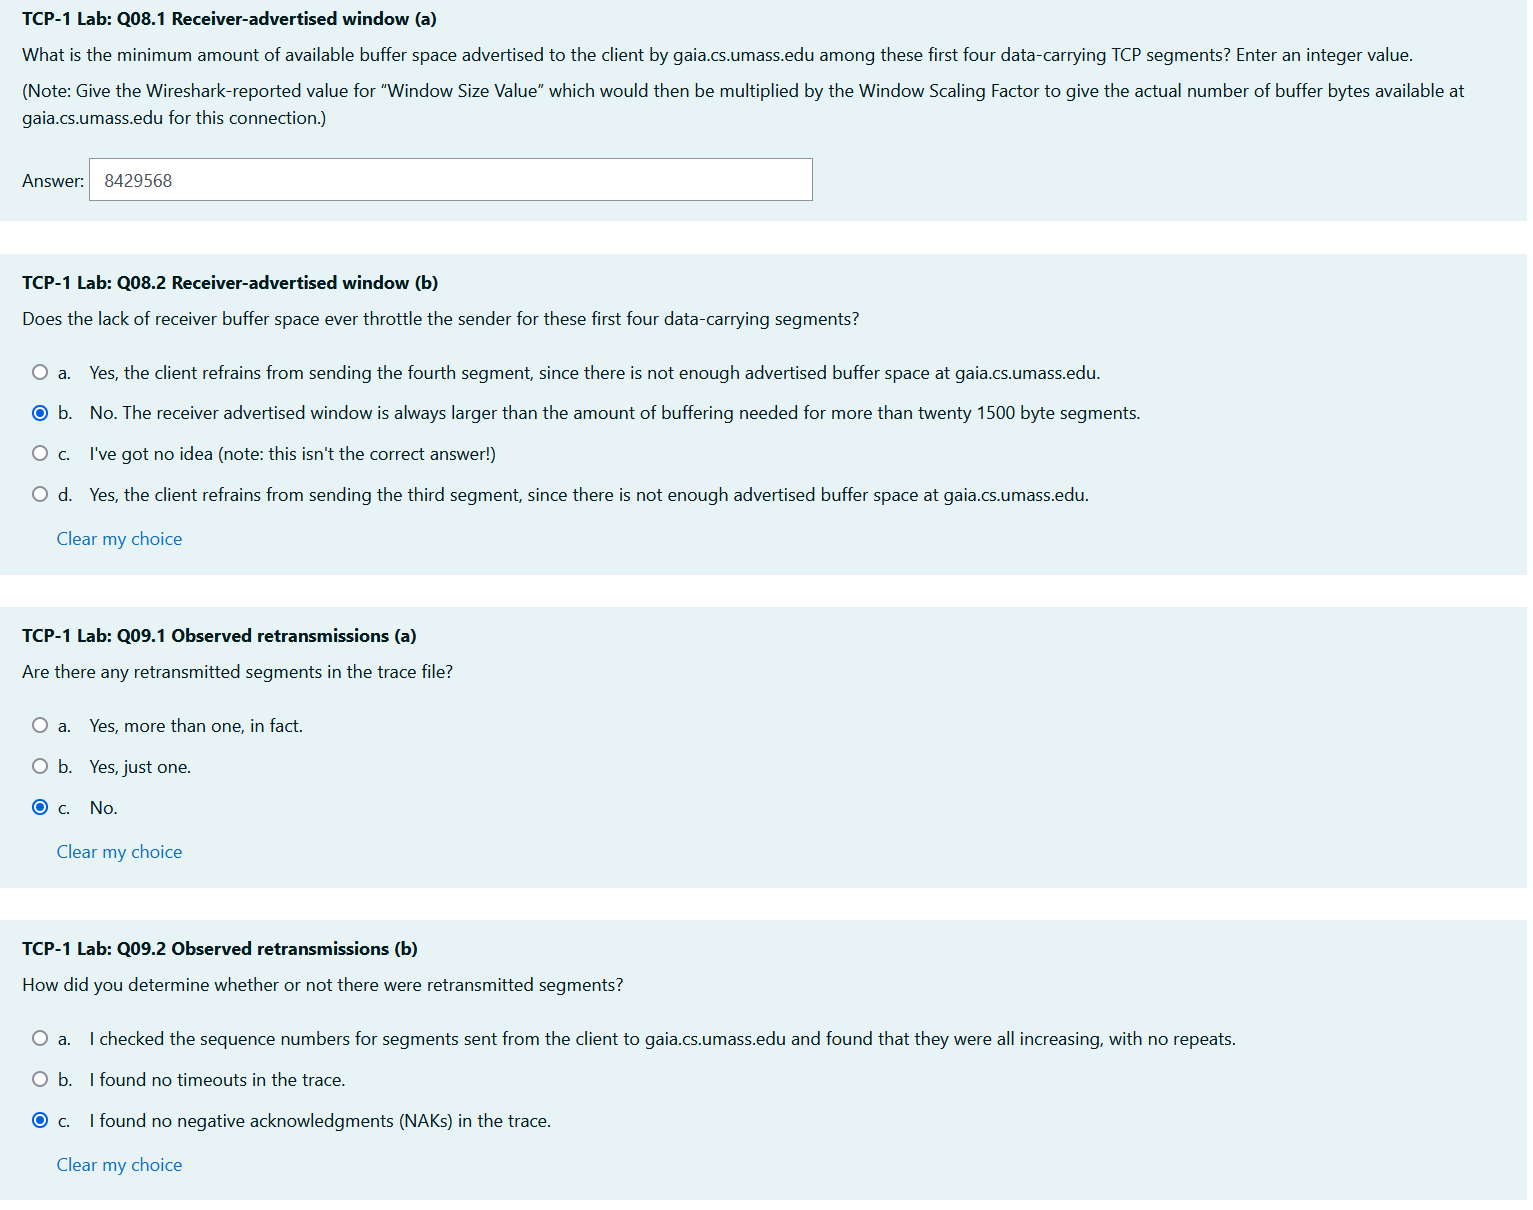 TCP-1 Lab: Q08.1 Receiver-advertised window (a)
What is the minimum amount of available buffer space advertised to the client by gaia.cs.umass.edu among these first four data-carrying TCP segments? Enter an integer value.
(Note: Give the Wireshark-reported value for “Window Size Value” which would then be multiplied by the Window Scaling Factor to give the actual number of buffer bytes available at
gaia.cs.umass.edu for this connection.)
Answer: 8429568
TCP-1 Lab: Q08.2 Receiver-advertised window (b)
Does the lack of receiver buffer space ever throttle the sender for these first four data-carrying segments?
a. Yes, the client refrains from sending the fourth segment, since there is not enough advertised buffer space at gaia.cs.umass.edu.
b. No. The receiver advertised window is always larger than the amount of buffering needed for more than twenty 1500 byte segments.
c. I've got no idea (note: this isn't the correct answer!)
d. Yes, the client refrains from sending the third segment, since there is not enough advertised buffer space at gaia.cs.umass.edu.
Clear my choice
TCP-1 Lab: Q09.1 Observed retransmissions (a)
Are there any retransmitted segments in the trace file?
a. Yes, more than one, in fact.
b. Yes, just one.
c. No.
Clear my choice
TCP-1 Lab: Q09.2 Observed retransmissions (b)
How did you determine whether or not there were retransmitted segments?
a. I checked the sequence numbers for segments sent from the client to gaia.cs.umass.edu and found that they were all increasing, with no repeats.
b. I found no timeouts in the trace.
c. I found no negative acknowledgments (NAKs) in the trace.
Clear my choice